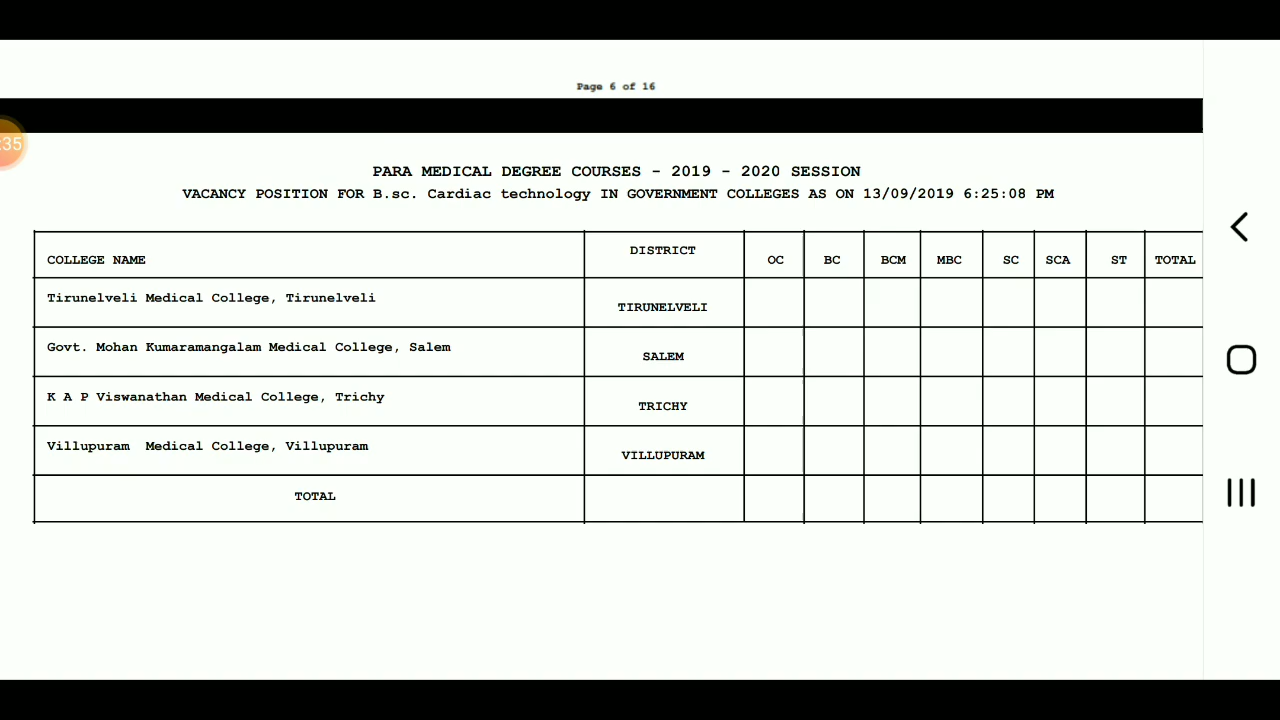 Page 6 of 16
:35
PARA MEDICAL DEGREE COURSES - 2019 - 2020 SESSION
VACANCY POSITION FOR B.sc. Cardiac technology IN GOVERNMENT COLLEGES AS ON 13/09/2019 6:25:08 PM
COLLEGE NAME DISTRICT OC BC BCM MBC SC SCA ST TOTAL
Tirunelveli Medical College, Tirunelveli TIRUNELVELI
Govt. Mohan Kumaramangalam Medical College, Salem SALEM
K A P Viswanathan Medical College, Trichy TRICHY
Villupuram Medical College, Villupuram VILLUPURAM
TOTAL